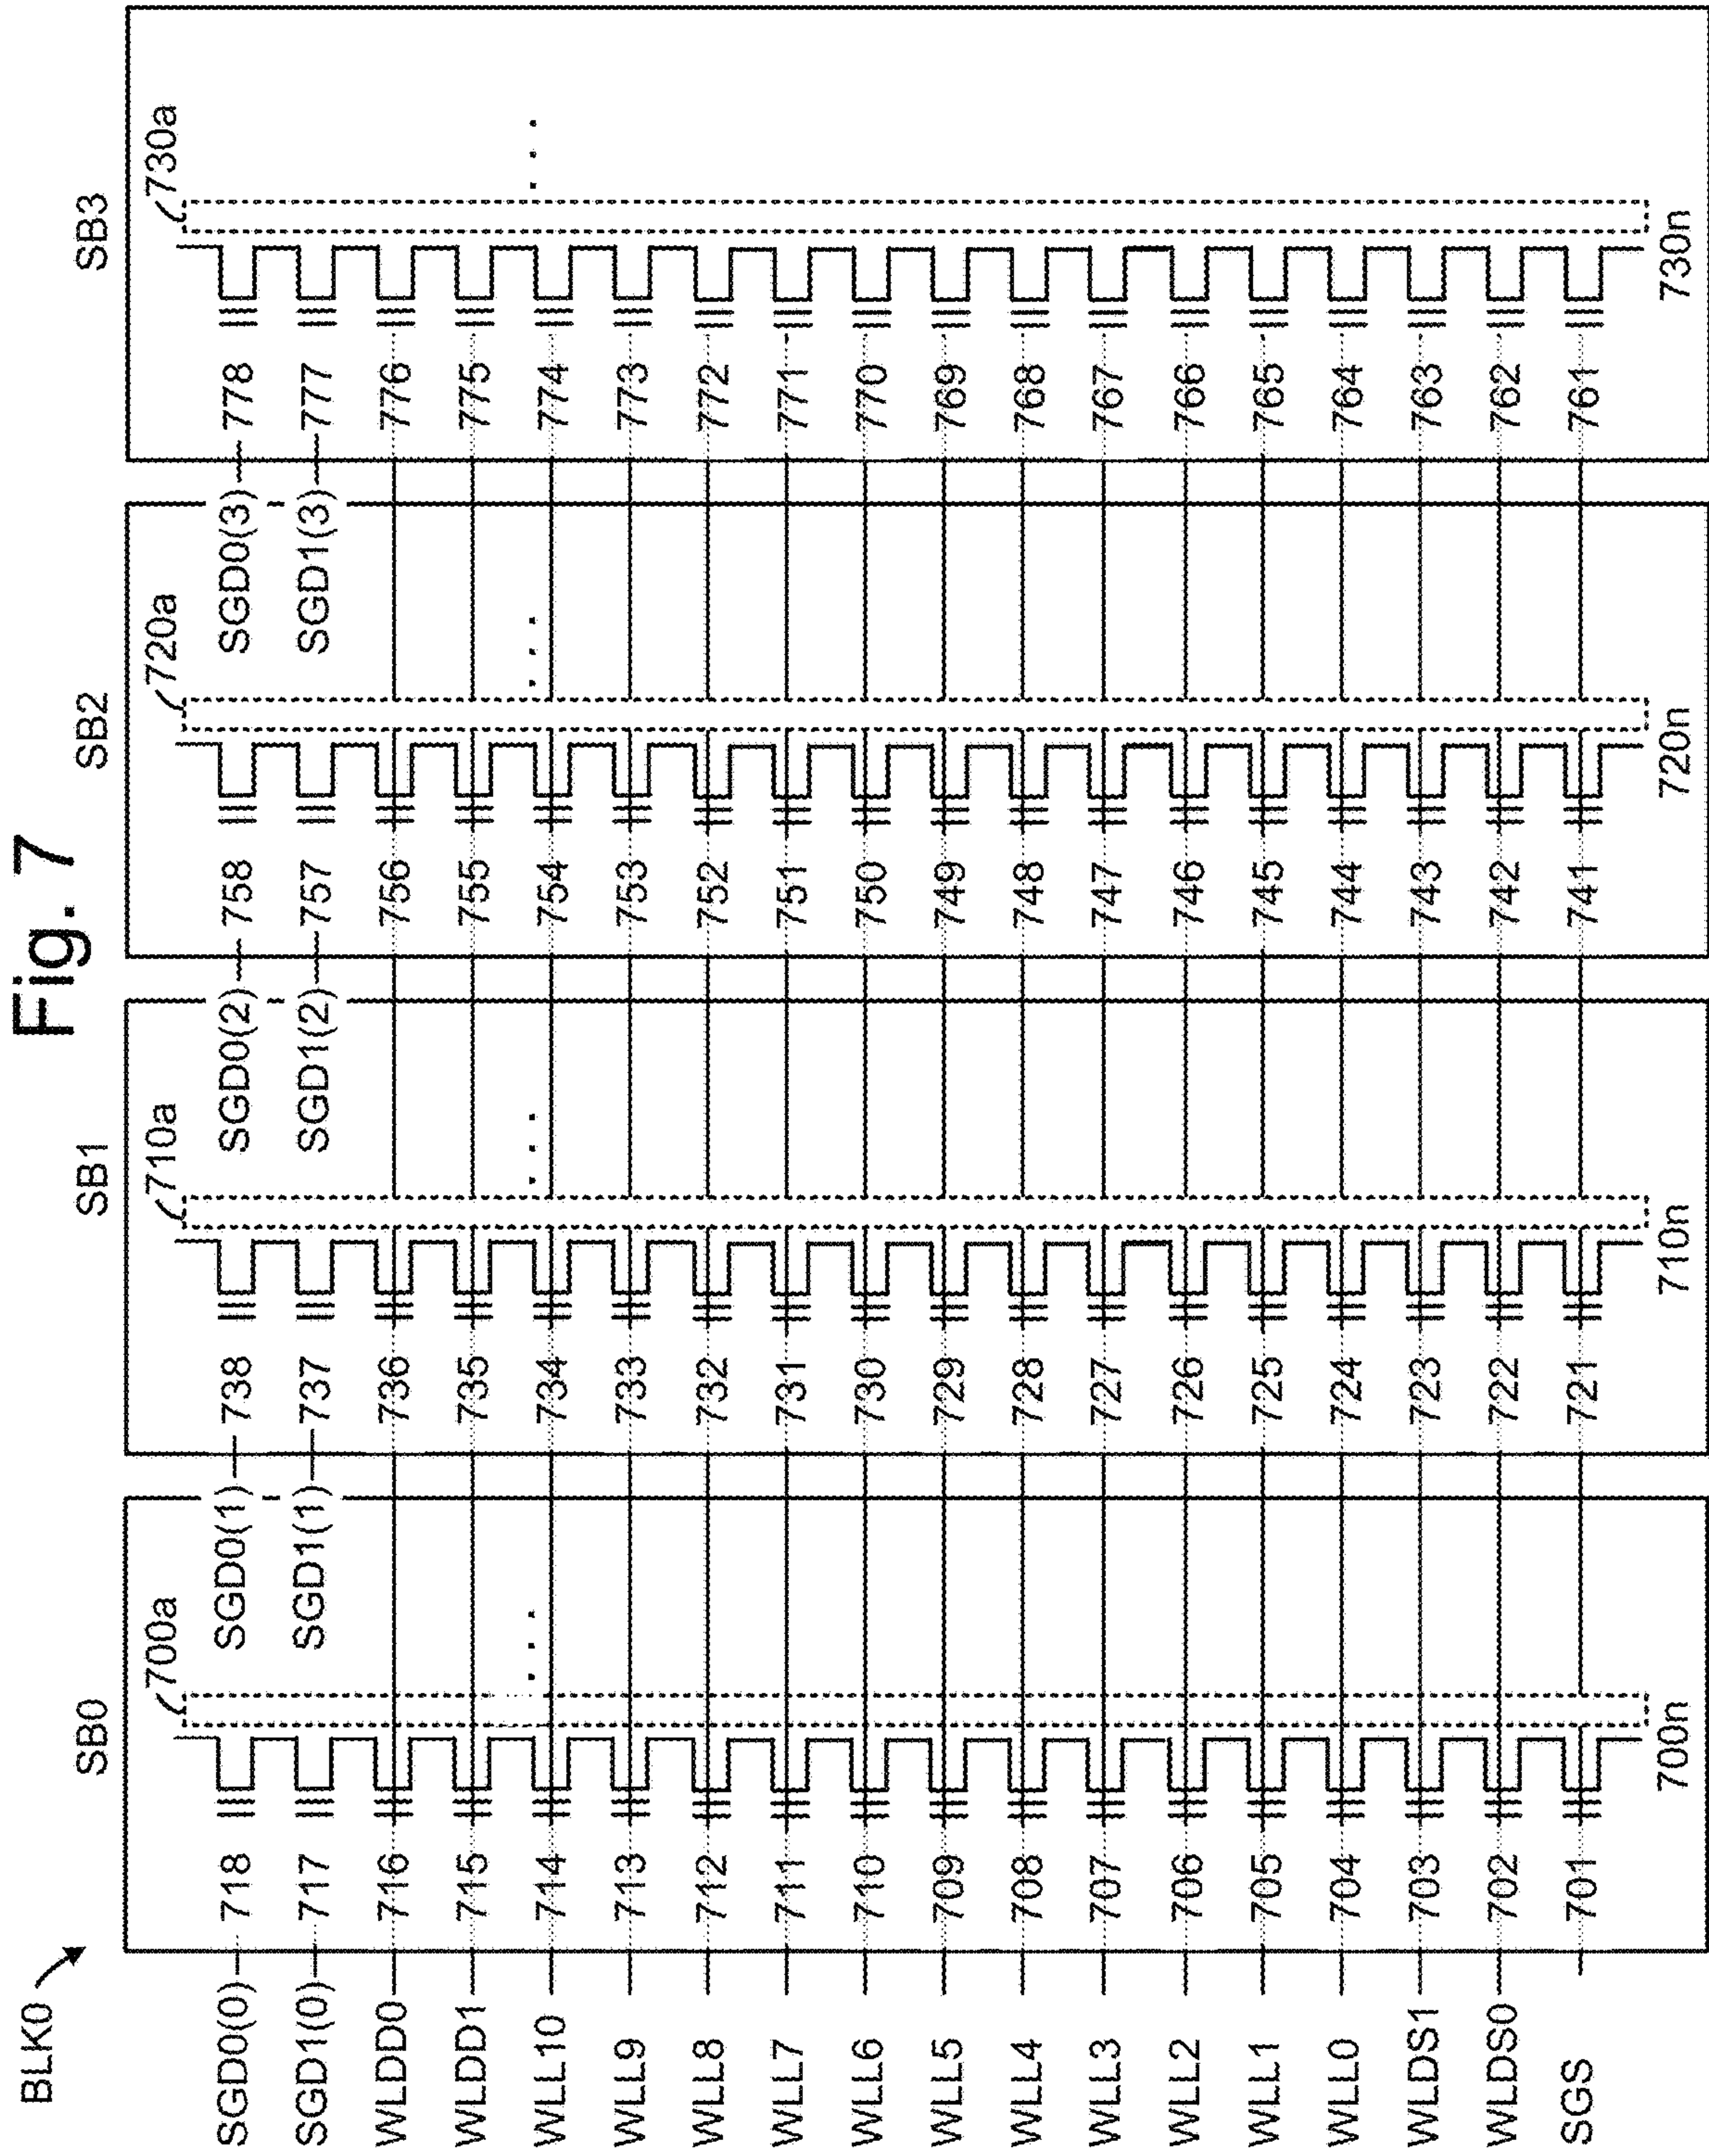 Fig. 7
BLK0
SB0 SB1 SB2 SB3
700a 710a 720a 730a
SGD0(0) 718 SGD0(1) 738 SGD0(2) 758 SGD0(3) 778
SGD1(0) 717 SGD1(1) 737 SGD1(2) 757 SGD1(3) 777
WLDD0 716 736 756 776
WLDD1 715 735 755 775
WLL10 714 734 754 774
WLL9 713 733 753 773
WLL8 712 732 752 772
WLL7 711 731 751 771
WLL6 710 730 750 770
WLL5 709 729 749 769
WLL4 708 728 748 768
WLL3 707 727 747 767
WLL2 706 726 746 766
WLL1 705 725 745 765
WLL0 704 724 744 764
WLDS1 703 723 743 763
WLDS0 702 722 742 762
SGS 701 721 741 761
700n 710n 720n 730n